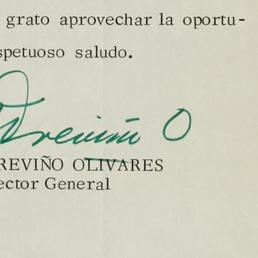 grato aprovechar la oportu-
spetuoso saludo.
Treviño O
REVIÑO OLIVARES
ector General